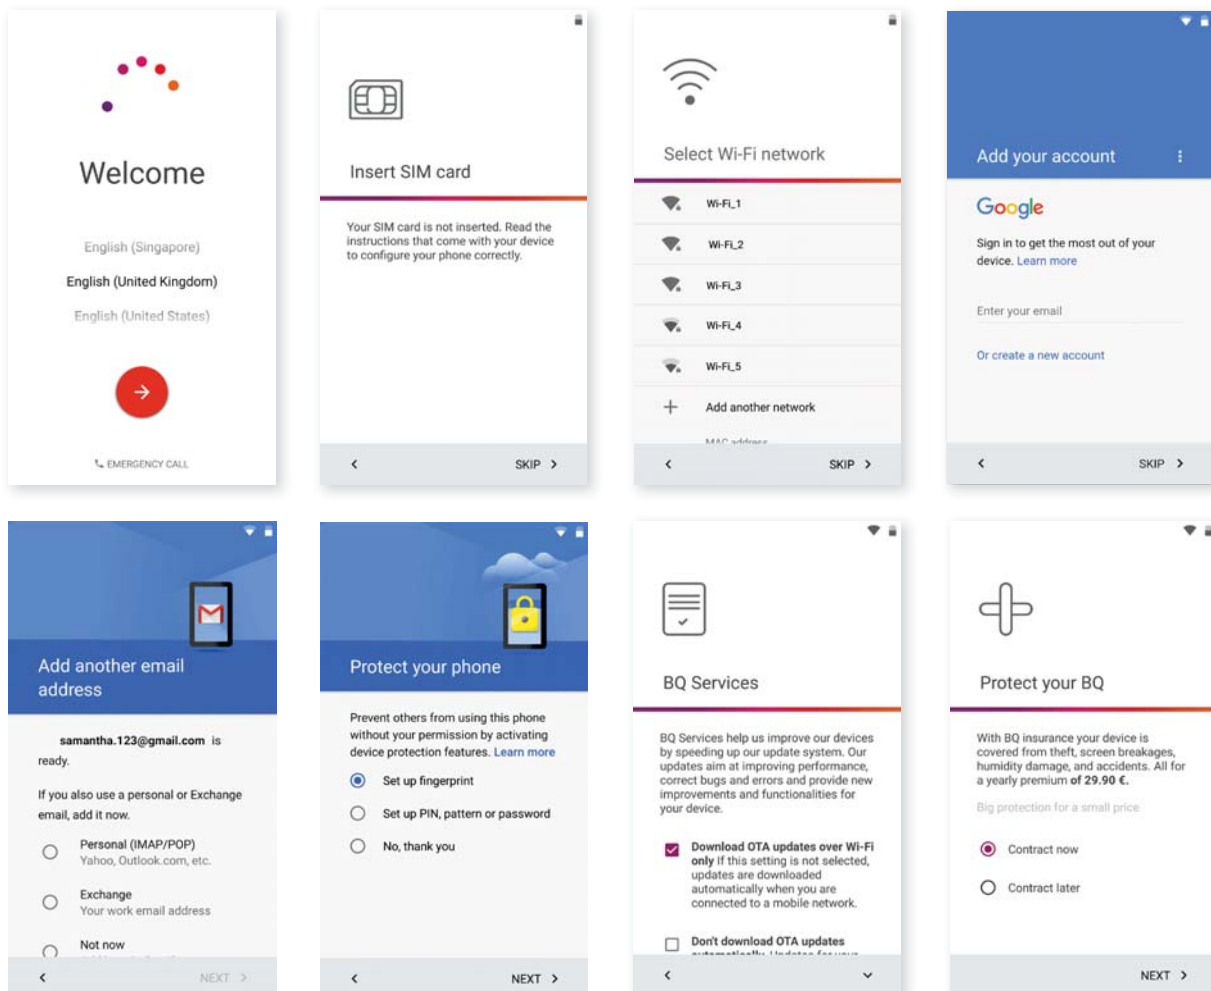 Welcome
English (Singapore)
English (United Kingdom)
English (United States)
EMERGENCY CALL
Insert SIM card
Your SIM card is not inserted. Read the
instructions that come with your device
to configure your phone correctly.
SKIP
Select Wi-Fi network
Wi-Fi_1
Wi-Fi_2
Wi-Fi_3
Wi-Fi_4
Wi-Fi_5
Add another network
MAC address
SKIP
Add your account
Google
Sign in to get the most out of your
device. Learn more
Enter your email
Or create a new account
SKIP
Add another email
address
samantha.123@gmail.com is
ready.
If you also use a personal or Exchange
email, add it now.
Personal (IMAP/POP)
Yahoo, Outlook.com, etc.
Exchange
Your work email address
Not now
NEXT
Protect your phone
Prevent others from using this phone
without your permission by activating
device protection features. Learn more
Set up fingerprint
Set up PIN, pattern or password
No, thank you
NEXT
BQ Services
BQ Services help us improve our devices
by speeding up our update system. Our
updates aim at improving performance,
correct bugs and errors and provide new
improvements and functionalities for
your device.
Download OTA updates over Wi-Fi
only If this setting is not selected,
updates are downloaded
automatically when you are
connected to a mobile network.
Don't download OTA updates
automatically. Updates for your
Protect your BQ
With BQ insurance your device is
covered from theft, screen breakages,
humidity damage, and accidents. All for
a yearly premium of 29.90 €.
Big protection for a small price
Contract now
Contract later
NEXT